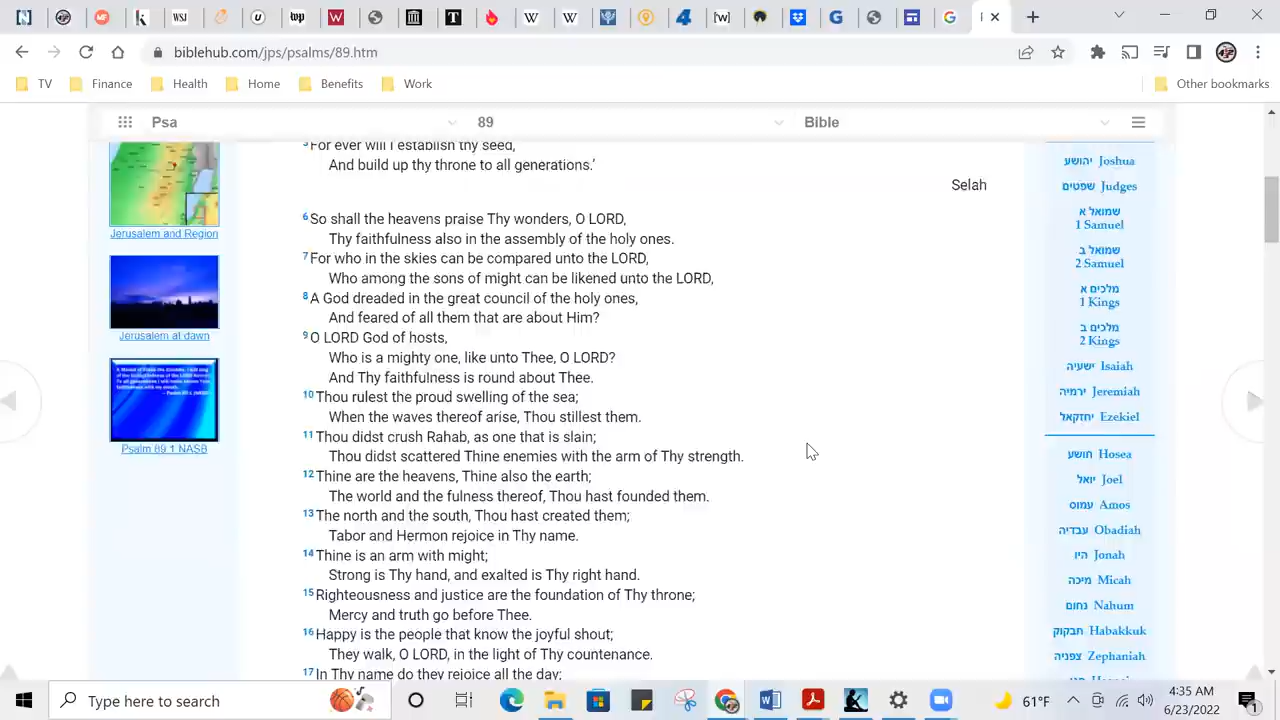 biblehub.com/jps/psalms/89.htm
TV
Finance
Health
Home
Benefits
Work
Other bookmarks
Psa
89
Bible
5 For ever will I establish thy seed,
And build up thy throne to all generations.’
Selah
6 So shall the heavens praise Thy wonders, O LORD,
Thy faithfulness also in the assembly of the holy ones.
7 For who in the skies can be compared unto the LORD,
Who among the sons of might can be likened unto the LORD,
8 A God dreaded in the great council of the holy ones,
And feared of all them that are about Him?
9 O LORD God of hosts,
Who is a mighty one, like unto Thee, O LORD?
And Thy faithfulness is round about Thee.
10 Thou rulest the proud swelling of the sea;
When the waves thereof arise, Thou stillest them.
11 Thou didst crush Rahab, as one that is slain;
Thou didst scattered Thine enemies with the arm of Thy strength.
12 Thine are the heavens, Thine also the earth;
The world and the fulness thereof, Thou hast founded them.
13 The north and the south, Thou hast created them;
Tabor and Hermon rejoice in Thy name.
14 Thine is an arm with might;
Strong is Thy hand, and exalted is Thy right hand.
15 Righteousness and justice are the foundation of Thy throne;
Mercy and truth go before Thee.
16 Happy is the people that know the joyful shout;
They walk, O LORD, in the light of Thy countenance.
17 In Thy name do they rejoice all the day;
Jerusalem and Region
Jerusalem at dawn
Psalm 89:1 NASB
יהושע Joshua
שפטים Judges
שמואל א
1 Samuel
שמואל ב
2 Samuel
מלכים א
1 Kings
מלכים ב
2 Kings
ישעיה Isaiah
ירמיה Jeremiah
יחזקאל Ezekiel
הושע Hosea
יואל Joel
עמוס Amos
עבדיה Obadiah
Jonah
מיכה Micah
נחום Nahum
חבקוק Habakkuk
צפניה Zephaniah
Type here to search
61°F
4:35 AM
6/23/2022